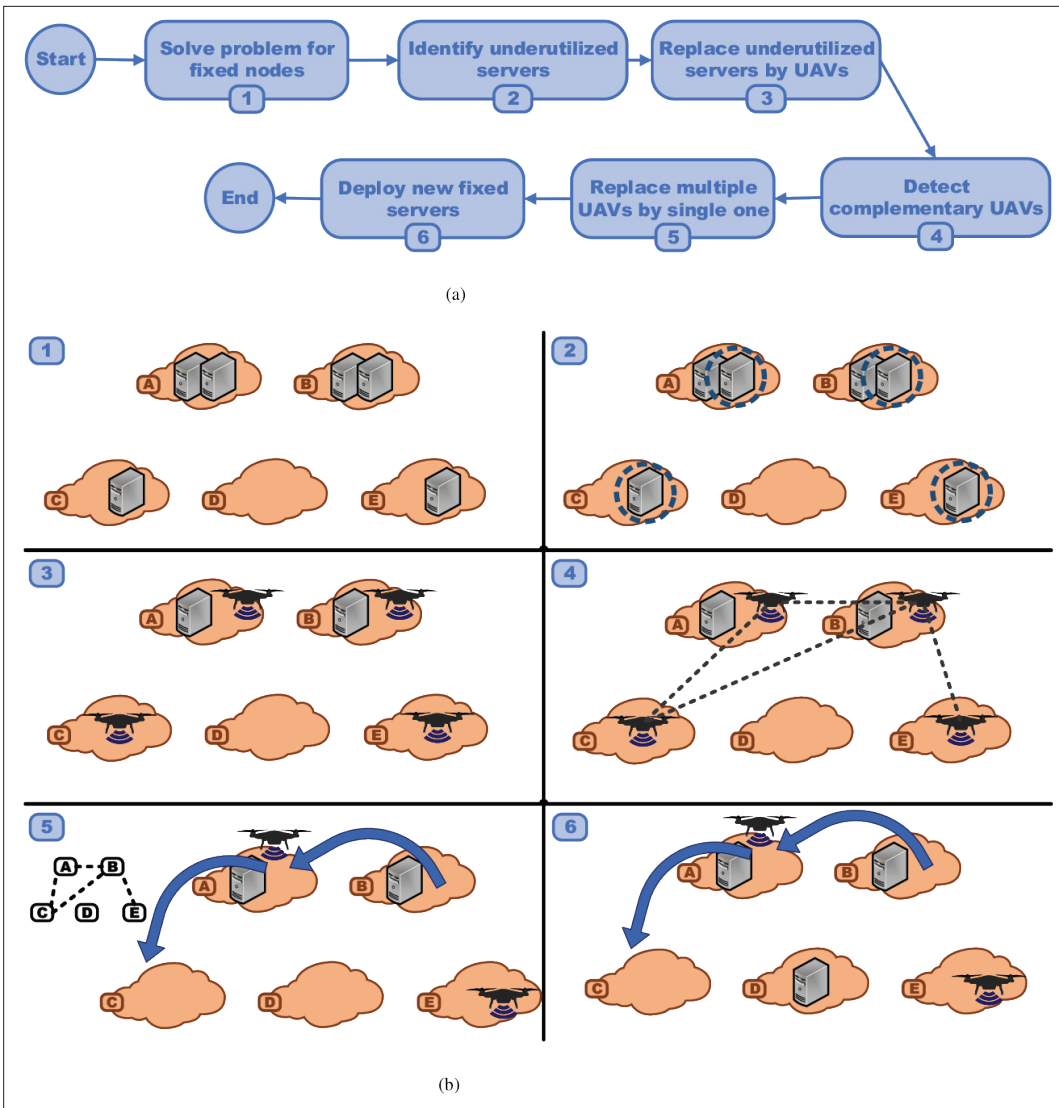 Start
Solve problem for
fixed nodes
1
Identify underutilized
servers
2
Replace underutilized
servers by UAVs
3
Detect
complementary UAVs
4
Replace multiple
UAVs by single one
5
Deploy new fixed
servers
6
End
(a)
1
A
B
C
D
E
2
A
B
C
D
E
3
A
B
C
D
E
4
A
B
C
D
E
5
A
B
C
D
E
A
B
C
D
E
6
A
B
C
D
E
(b)